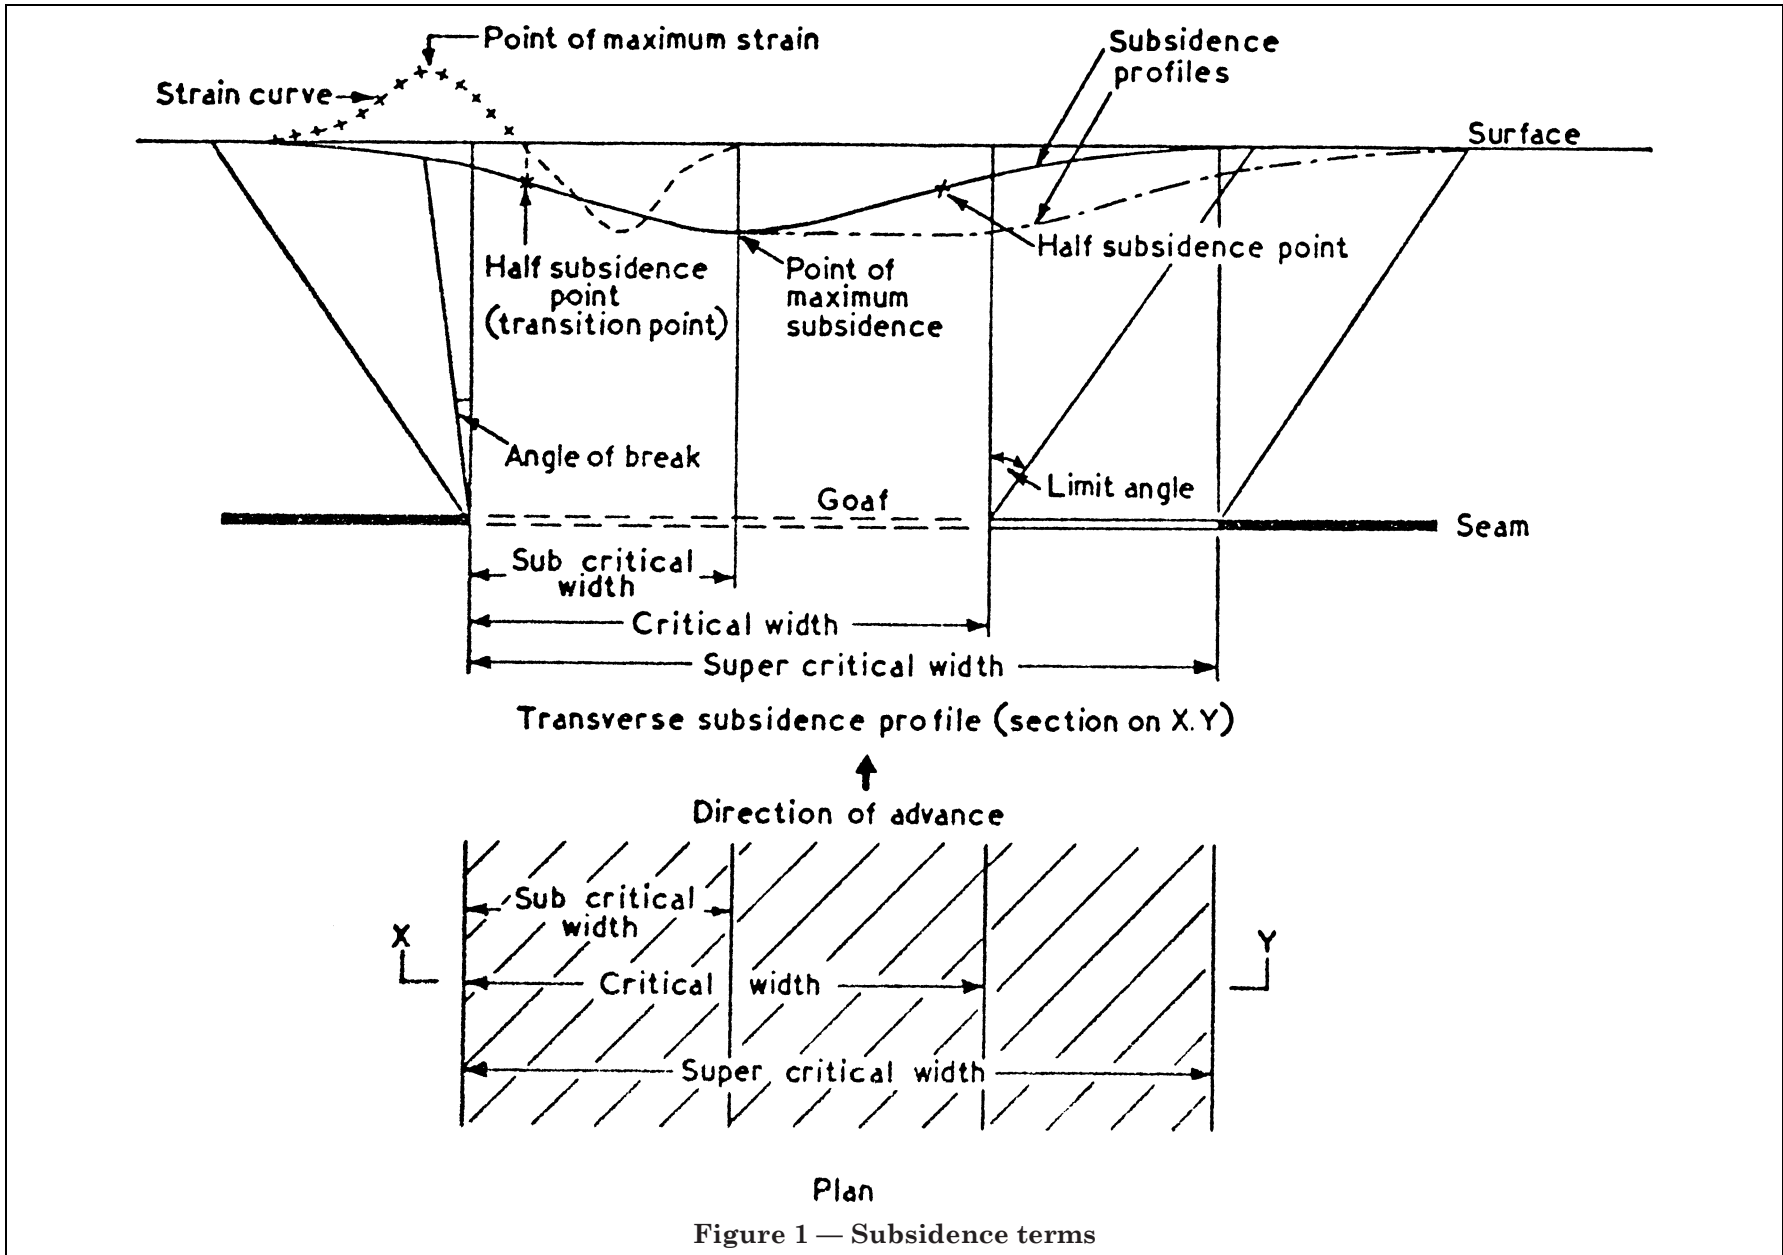 Point of maximum strain
Subsidence
profiles
Strain curve
Surface
Half subsidence
point
(transition point)
Point of
maximum
subsidence
Half subsidence point
Angle of break
Limit angle
Goaf
Seam
Sub critical
width
Critical width
Super critical width
Transverse subsidence profile (section on X.Y)
Direction of advance
Sub critical
width
X
Y
Critical width
Super critical width
Plan
Figure 1 — Subsidence terms